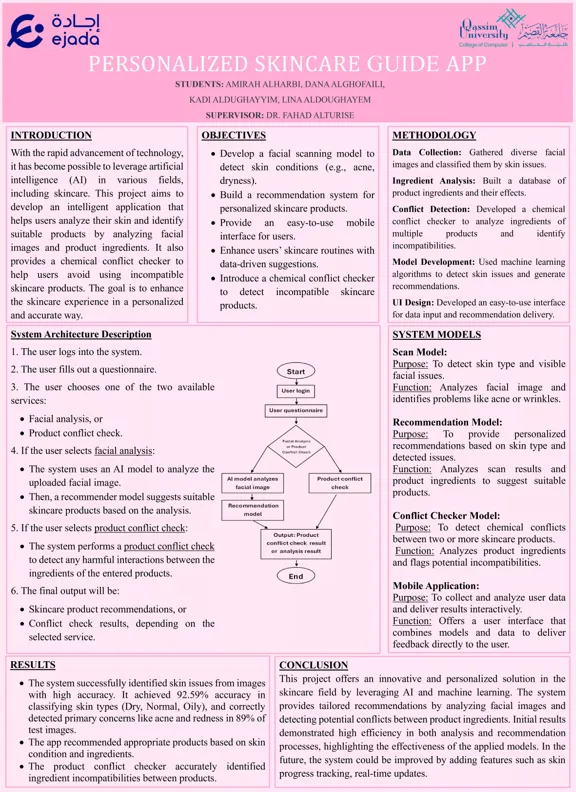 إجادة
ejada
Qassim
University
College of Computer
PERSONALIZED SKINCARE GUIDE APP
STUDENTS: AMIRAH ALHARBI, DANA ALGHOFAILI,
KADI ALDUGHAYYIM, LINA ALDOUGHAYEM
SUPERVISOR: DR. FAHAD ALTURISE
INTRODUCTION
With the rapid advancement of technology,
it has become possible to leverage artificial
intelligence (AI) in various fields,
including skincare. This project aims to
develop an intelligent application that
helps users analyze their skin and identify
suitable products by analyzing facial
images and product ingredients. It also
provides a chemical conflict checker to
help users avoid using incompatible
skincare products. The goal is to enhance
the skincare experience in a personalized
and accurate way.
OBJECTIVES
• Develop a facial scanning model to
detect skin conditions (e.g., acne,
dryness).
• Build a recommendation system for
personalized skincare products.
• Provide an easy-to-use mobile
interface for users.
• Enhance users' skincare routines with
data-driven suggestions.
• Introduce a chemical conflict checker
to detect incompatible skincare
products.
METHODOLOGY
Data Collection: Gathered diverse facial
images and classified them by skin issues.
Ingredient Analysis: Built a database of
product ingredients and their effects.
Conflict Detection: Developed a chemical
conflict checker to analyze ingredients of
multiple products and identify
incompatibilities.
Model Development: Used machine learning
algorithms to detect skin issues and generate
recommendations.
UI Design: Developed an easy-to-use interface
for data input and recommendation delivery.
System Architecture Description
1. The user logs into the system.
2. The user fills out a questionnaire.
3. The user chooses one of the two available
services:
• Facial analysis, or
• Product conflict check.
4. If the user selects facial analysis:
• The system uses an AI model to analyze the
uploaded facial image.
• Then, a recommender model suggests suitable
skincare products based on the analysis.
5. If the user selects product conflict check:
• The system performs a product conflict check
to detect any harmful interactions between the
ingredients of the entered products.
6. The final output will be:
• Skincare product recommendations, or
• Conflict check results, depending on the
selected service.
Start
User login
User questionnaire
Facial Analysis
or Product
Conflict Check
AI model analyzes
facial image
Product conflict
check
Recommendation
model
Output: Product
conflict check result
or analysis result
End
SYSTEM MODELS
Scan Model:
Purpose: To detect skin type and visible
facial issues.
Function: Analyzes facial image and
identifies problems like acne or wrinkles.
Recommendation Model:
Purpose: To provide personalized
recommendations based on skin type and
detected issues.
Function: Analyzes scan results and
product ingredients to suggest suitable
products.
Conflict Checker Model:
Purpose: To detect chemical conflicts
between two or more skincare products.
Function: Analyzes product ingredients
and flags potential incompatibilities.
Mobile Application:
Purpose: To collect and analyze user data
and deliver results interactively.
Function: Offers a user interface that
combines models and data to deliver
feedback directly to the user.
RESULTS
• The system successfully identified skin issues from images
with high accuracy. It achieved 92.59% accuracy in
classifying skin types (Dry, Normal, Oily), and correctly
detected primary concerns like acne and redness in 89% of
test images.
• The app recommended appropriate products based on skin
condition and ingredients.
• The product conflict checker accurately identified
ingredient incompatibilities between products.
CONCLUSION
This project offers an innovative and personalized solution in the
skincare field by leveraging AI and machine learning. The system
provides tailored recommendations by analyzing facial images and
detecting potential conflicts between product ingredients. Initial results
demonstrated high efficiency in both analysis and recommendation
processes, highlighting the effectiveness of the applied models. In the
future, the system could be improved by adding features such as skin
progress tracking, real-time updates.